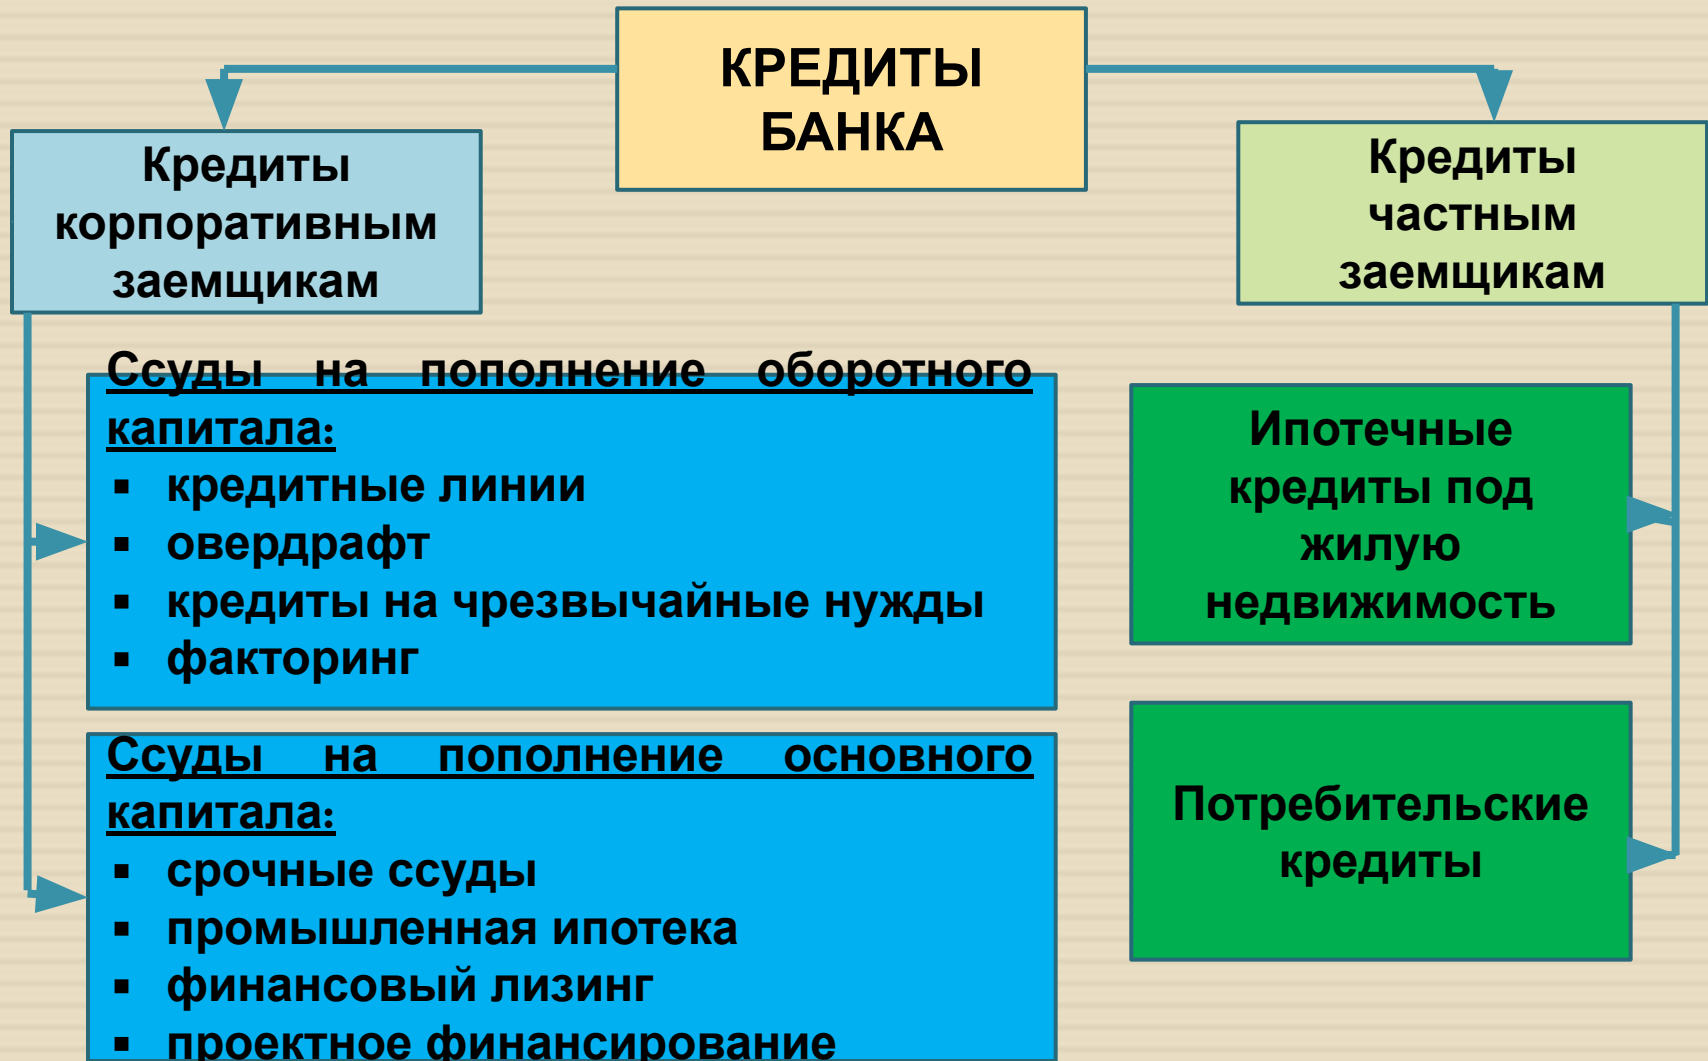 КРЕДИТЫ
БАНКА
Кредиты
корпоративным
заемщикам
Кредиты
частным
заемщикам
Ссуды на пополнение оборотного
капитала:
▪ кредитные линии
▪ овердрафт
▪ кредиты на чрезвычайные нужды
▪ факторинг
Ссуды на пополнение основного
капитала:
▪ срочные ссуды
▪ промышленная ипотека
▪ финансовый лизинг
▪ проектное финансирование
Ипотечные
кредиты под
жилую
недвижимость
Потребительские
кредиты